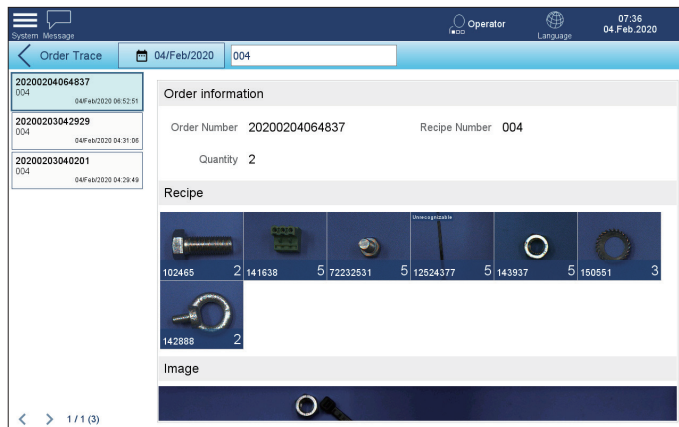 System Message
Operator
Language
07:36
04.Feb.2020
Order Trace
04/Feb/2020
004
20200204064837
004
04/Feb/2020 06:52:51
20200203042929
004
04/Feb/2020 04:31:06
20200203040201
004
04/Feb/2020 04:29:49
Order information
Order Number 20200204064837 Recipe Number 004
Quantity 2
Recipe
Unrecognizable
102465 2 141638 5 72232531 5 12524377 5 143937 5 150551 3
142888 2
Image
1 / 1 (3)